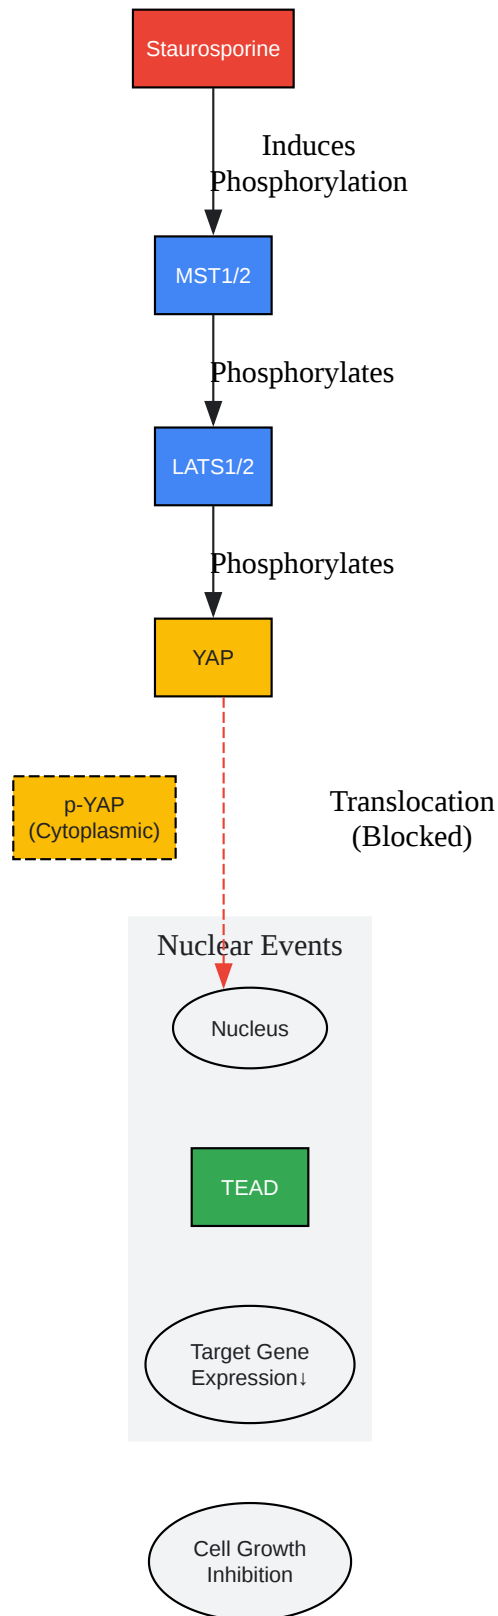 Staurosporine
Induces
Phosphorylation
MST1/2
Phosphorylates
LATS1/2
Phosphorylates
YAP
p-YAP
(Cytoplasmic)
Translocation
(Blocked)
Nuclear Events
Nucleus
TEAD
Target Gene
Expression↓
Cell Growth
Inhibition